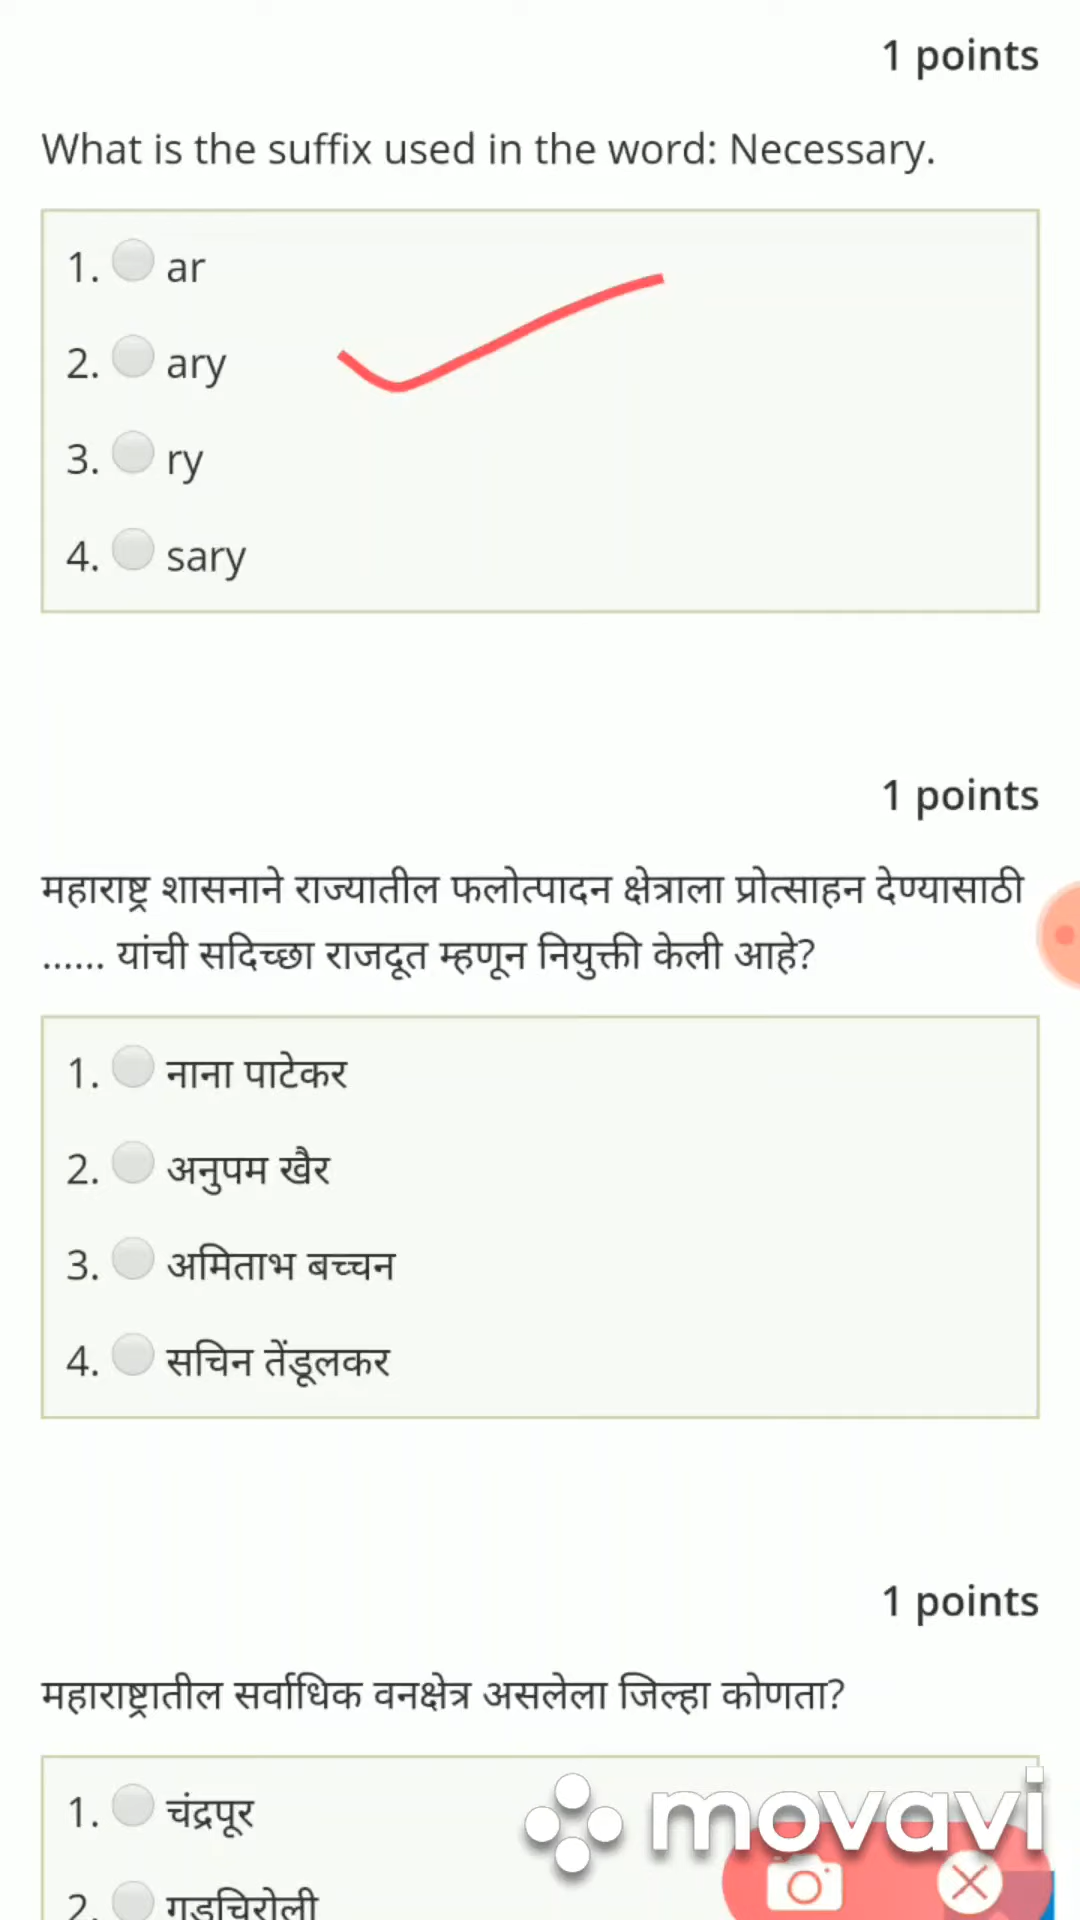 1 points
What is the suffix used in the word: Necessary.
1. ar
2. ary
3. ry
4. sary
1 points
महाराष्ट्र शासनाने राज्यातील फलोत्पादन क्षेत्राला प्रोत्साहन देण्यासाठी
...... यांची सदिच्छा राजदूत म्हणून नियुक्ती केली आहे?
1. नाना पाटेकर
2. अनुपम खैर
3. अमिताभ बच्चन
4. सचिन तेंडूलकर
1 points
महाराष्ट्रातील सर्वाधिक वनक्षेत्र असलेला जिल्हा कोणता?
1. चंद्रपूर
movavi
2. गडचिरोली